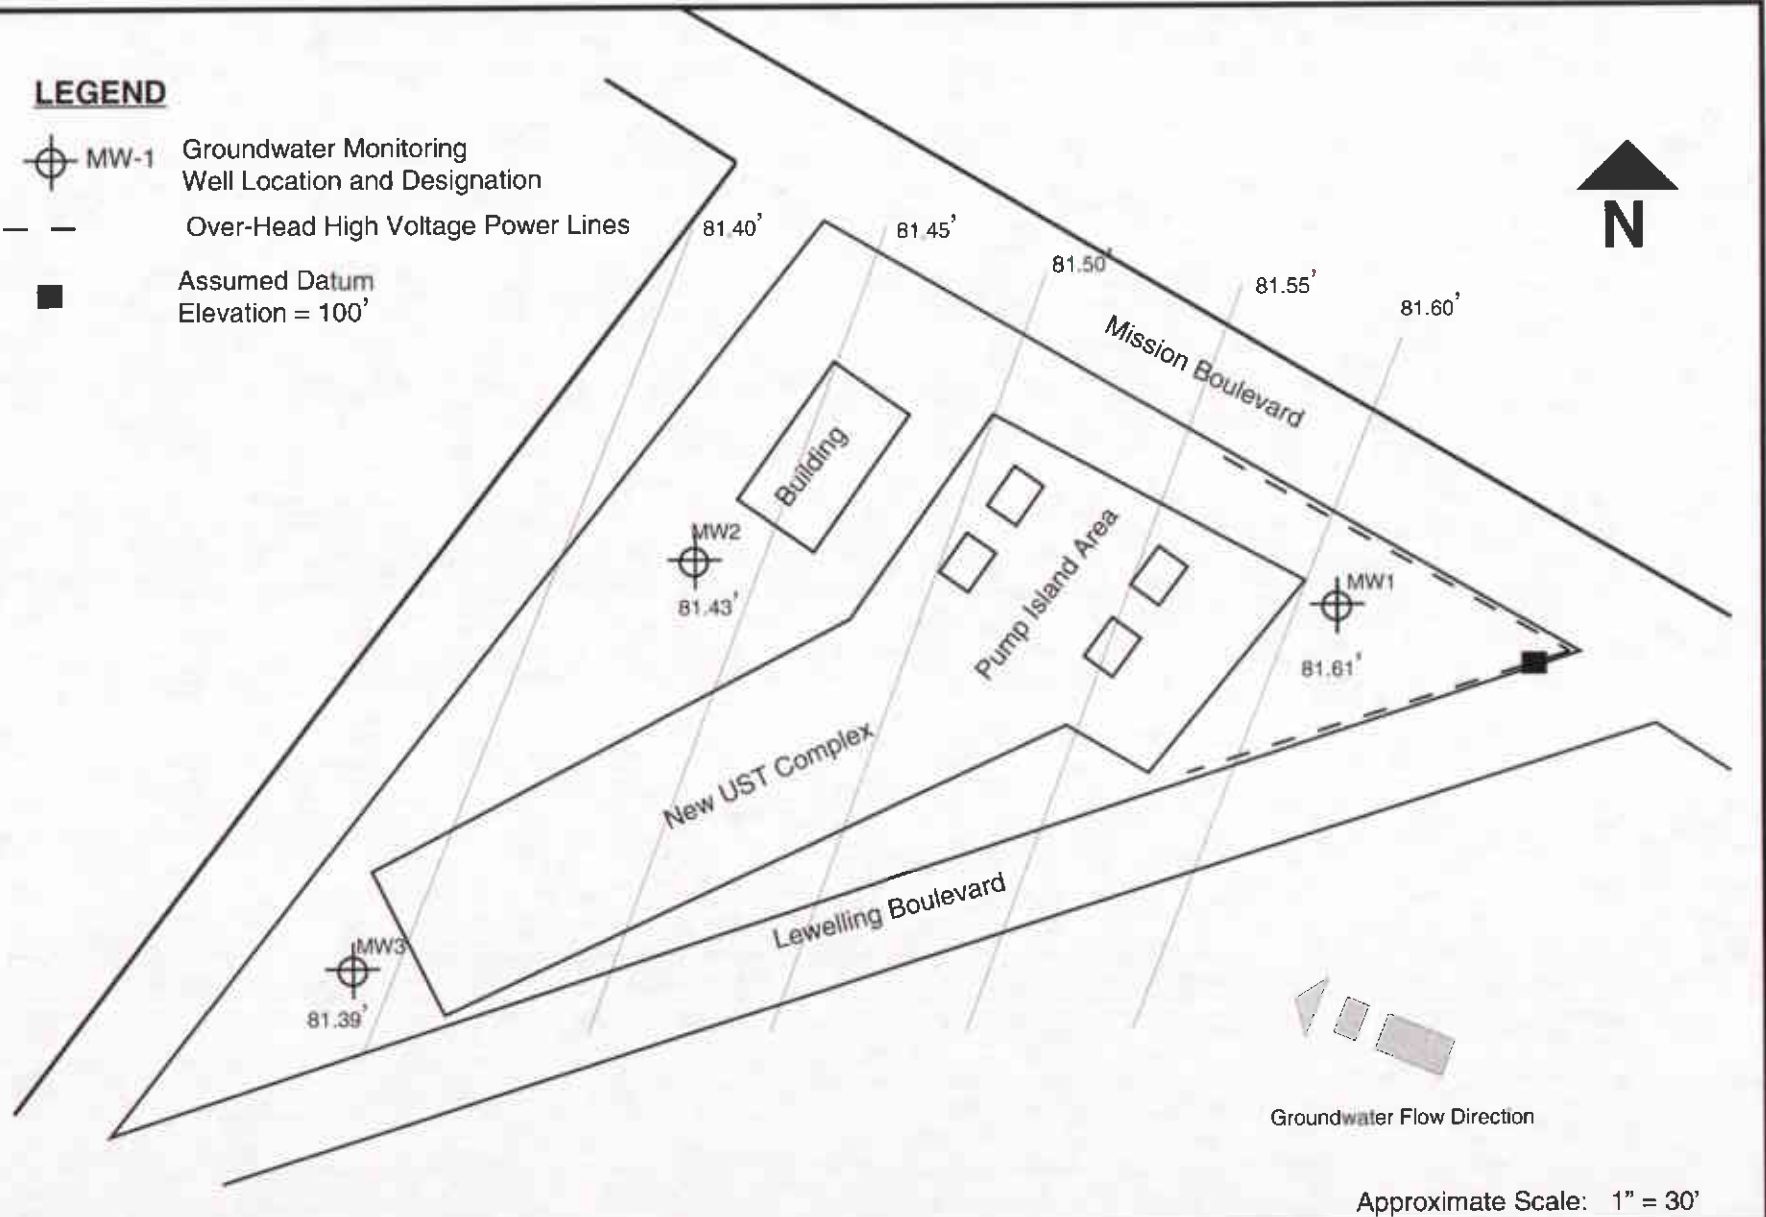 LEGEND
MW-1
Groundwater Monitoring
Well Location and Designation
Over-Head High Voltage Power Lines
Assumed Datum
Elevation = 100'
81.40'
81.45'
81.50'
81.55'
81.60'
N
Mission Boulevard
Building
MW2
81.43'
Pump Island Area
MW1
81.61'
New UST Complex
Lewelling Boulevard
MW3
81.39'
Groundwater Flow Direction
Approximate Scale: 1" = 30'